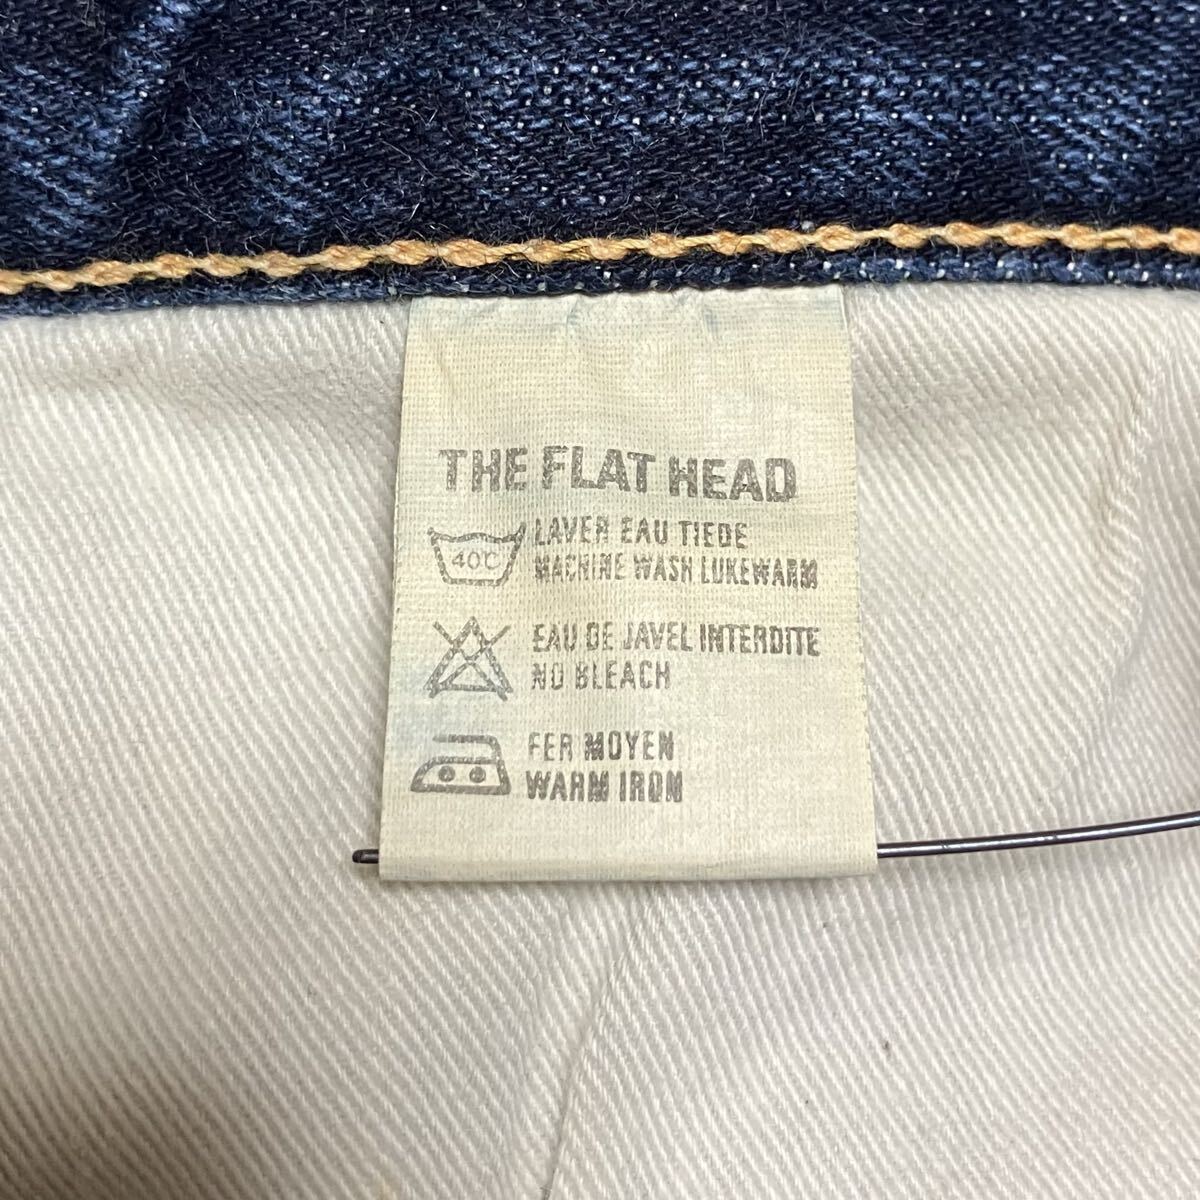 THE FLAT HEAD
40C
LAVER EAU TIEDE
MACHINE WASH LUKEWARM
EAU DE JAVEL INTERDITE
NO BLEACH
FER MOYEN
WARM IRON